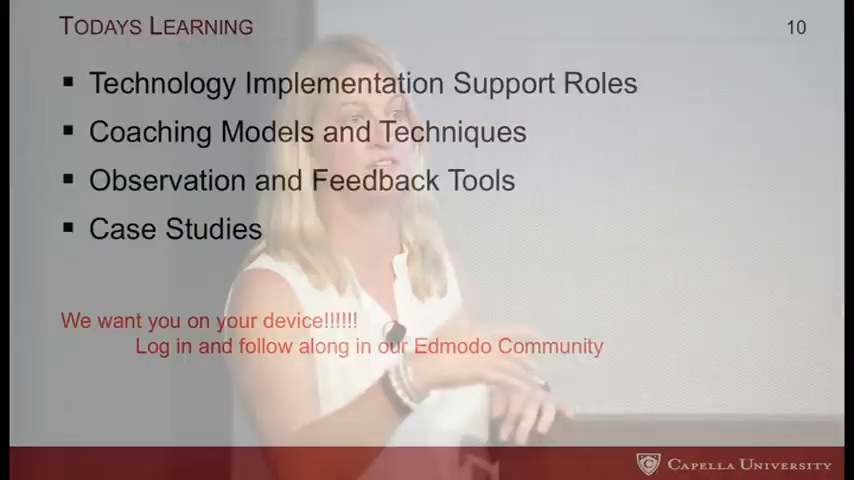 TODAYS LEARNING
10
▪ Technology Implementation Support Roles
▪ Coaching Models and Techniques
▪ Observation and Feedback Tools
▪ Case Studies
We want you on your device!!!!!!
Log in and follow along in our Edmodo Community
CAPELLA UNIVERSITY